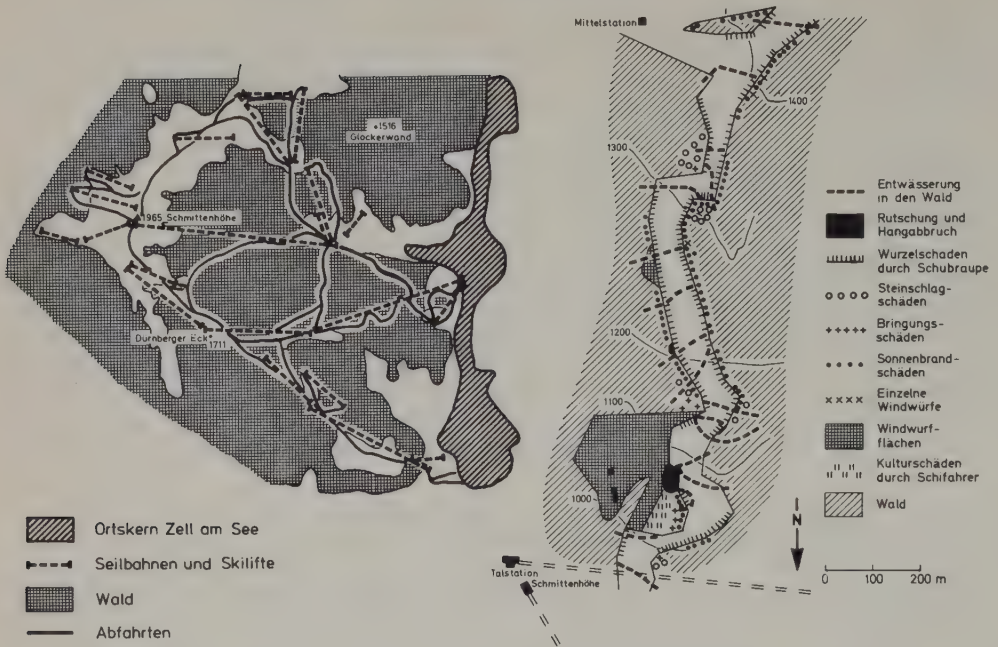 •1516
Glockerwand
1965 Schmittenhöhe
Dürnberger Eck
1711
Ortskern Zell am See
Seilbahnen und Skilifte
Wald
Abfahrten
Mittelstation
1400
1300
1200
1100
1000
Talstation
Schmittenhöhe
Entwässerung
in den Wald
Rutschung und
Hangabbruch
Wurzelschaden
durch Schubraupe
Steinschlag-
schäden
Bringungs-
schäden
Sonnenbrand-
schäden
Einzelne
Windwürfe
Windwurf-
flächen
Kulturschäden
durch Schifahrer
Wald
N
0 100 200 m